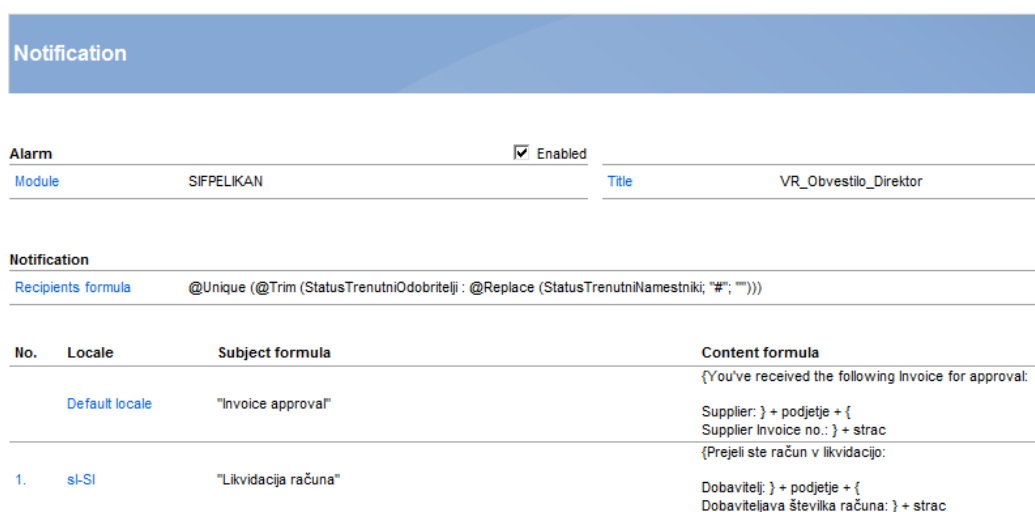 Notification
Alarm Enabled
Module SIFPELIKAN Title VR_Obvestilo_Direktor
Notification
Recipients formula @Unique (@Trim (StatusTrenutniOdobritelji : @Replace (StatusTrenutniNamestniki; "#"; "")))
No. Locale Subject formula Content formula
{You've received the following Invoice for approval:
Default locale "Invoice approval"
Supplier: } + podjetje + {
Supplier Invoice no.: } + strac
{Prejeli ste račun v likvidacijo:
1. sl-SI "Likvidacija računa"
Dobavitelj: } + podjetje + {
Dobaviteljava številka računa: } + strac